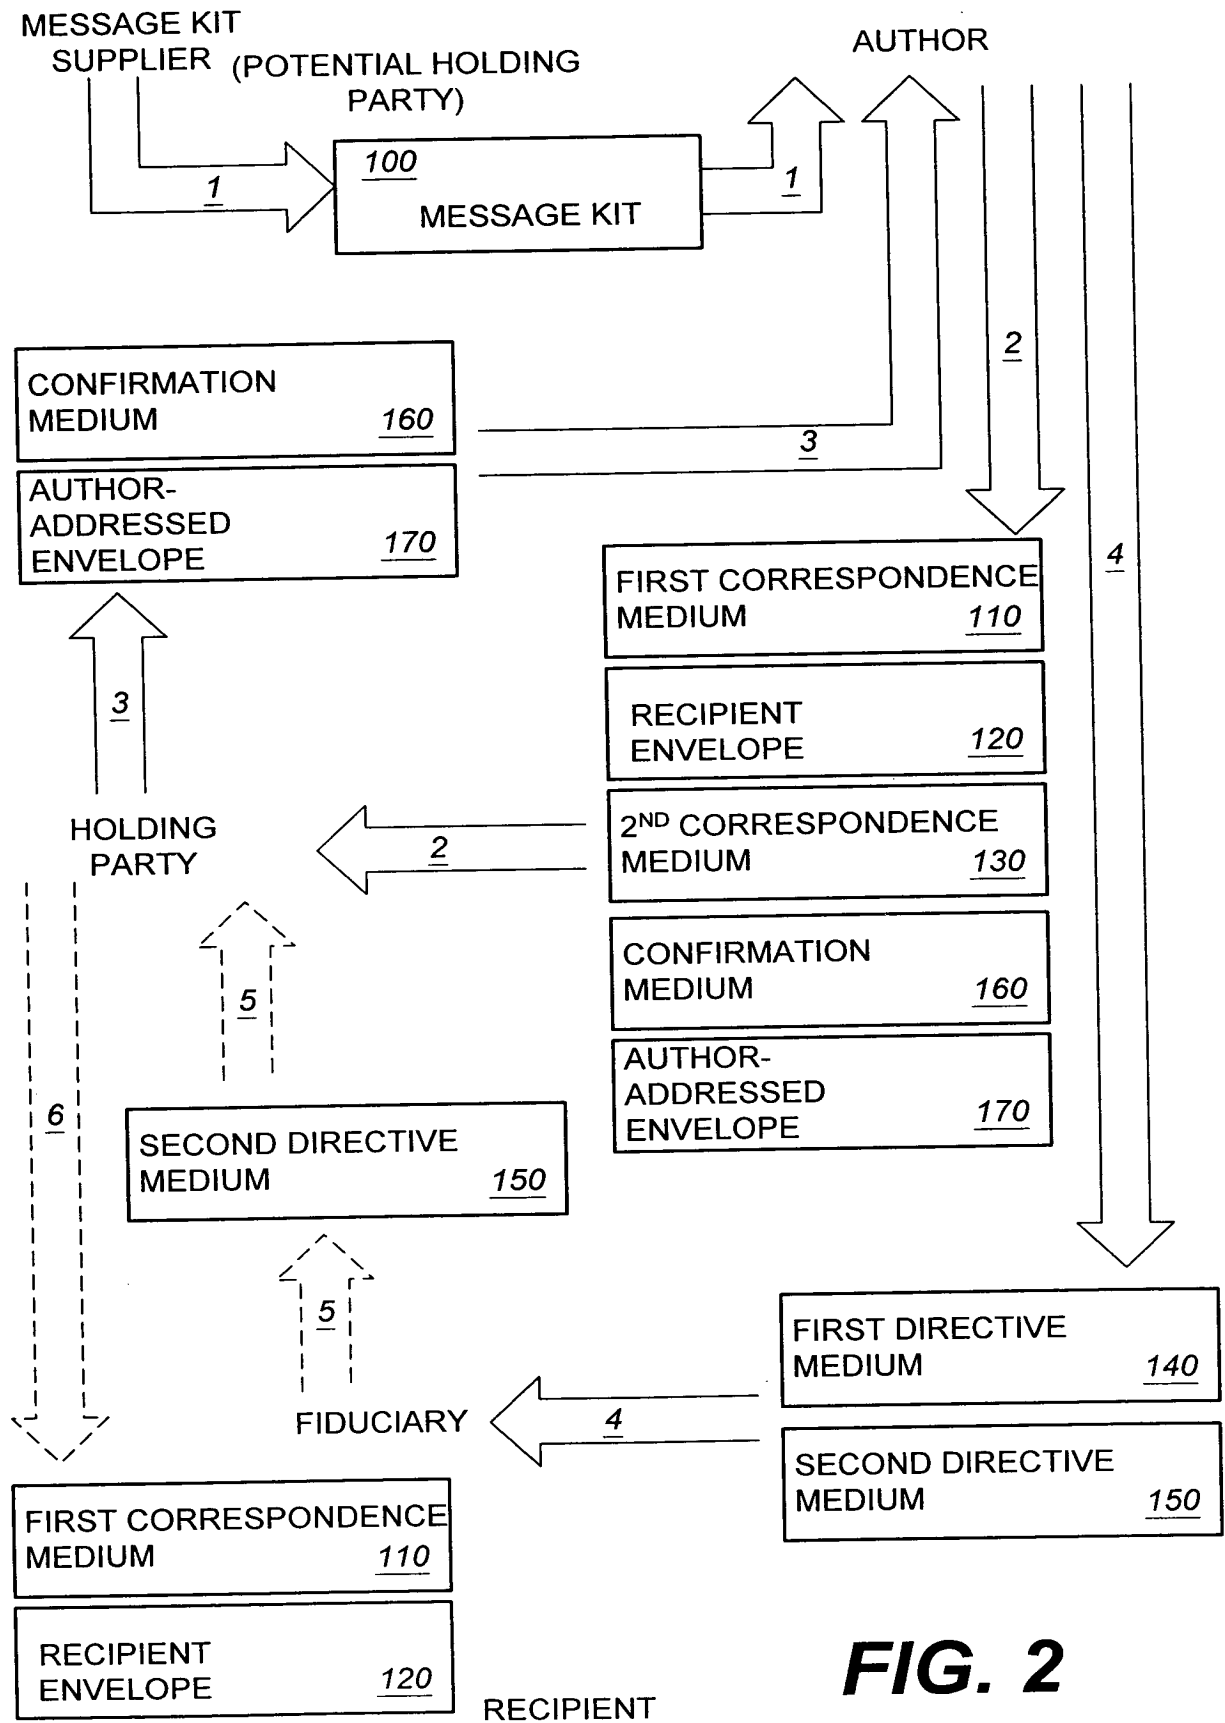 MESSAGE KIT
SUPPLIER
(POTENTIAL HOLDING
PARTY)
AUTHOR
1
100
MESSAGE KIT
1
2
CONFIRMATION
MEDIUM 160
3
AUTHOR-
ADDRESSED
ENVELOPE 170
4
FIRST CORRESPONDENCE
MEDIUM 110
3
RECIPIENT
ENVELOPE 120
HOLDING
PARTY
2
2ND CORRESPONDENCE
MEDIUM 130
5
CONFIRMATION
MEDIUM 160
AUTHOR-
ADDRESSED
ENVELOPE 170
6
SECOND DIRECTIVE
MEDIUM 150
5
FIRST DIRECTIVE
MEDIUM 140
FIDUCIARY
4
SECOND DIRECTIVE
MEDIUM 150
FIRST CORRESPONDENCE
MEDIUM 110
RECIPIENT
ENVELOPE 120
RECIPIENT
FIG. 2